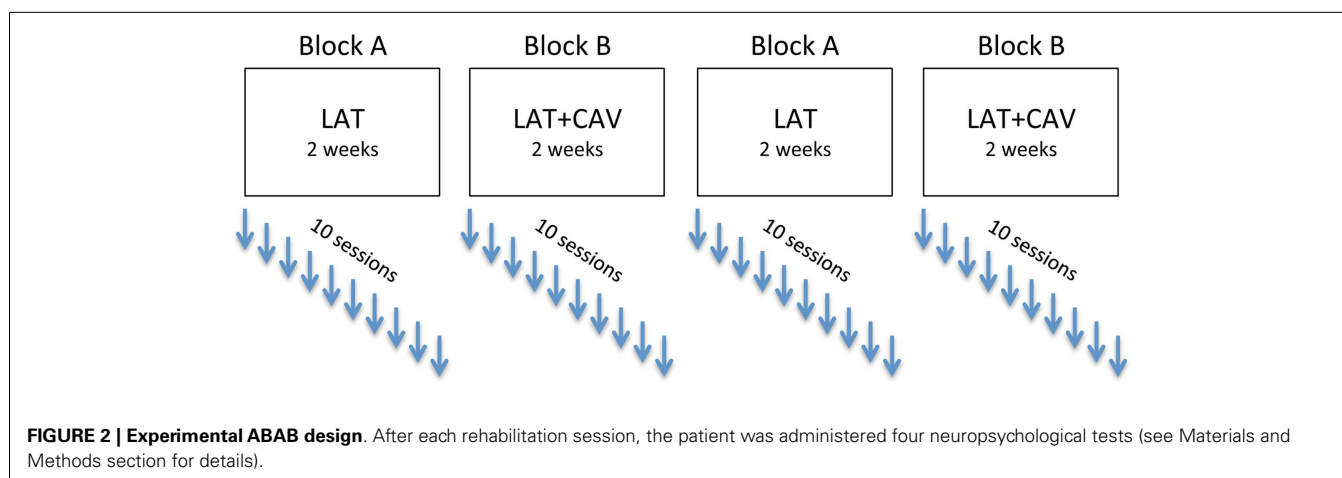 Block A Block B Block A Block B
LAT LAT+CAV LAT LAT+CAV
2 weeks 2 weeks 2 weeks 2 weeks
10 sessions 10 sessions 10 sessions 10 sessions
FIGURE 2 | Experimental ABAB design. After each rehabilitation session, the patient was administered four neuropsychological tests (see Materials and
Methods section for details).